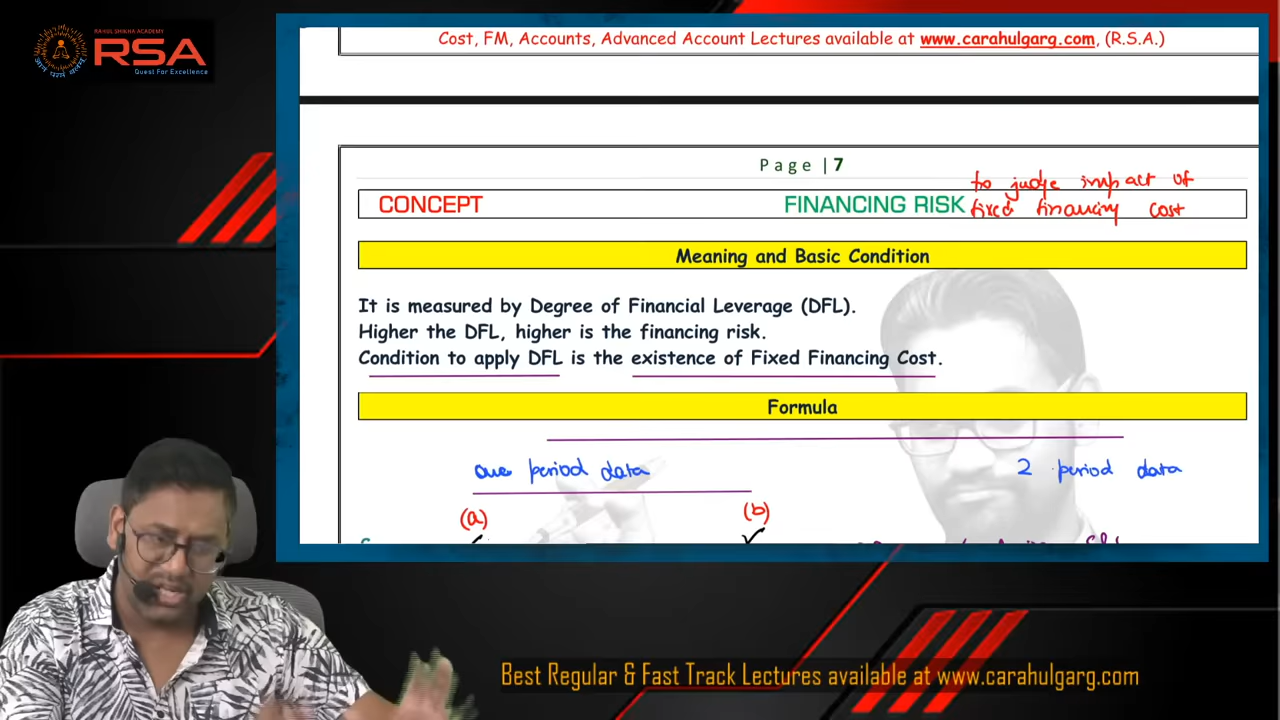 RAHUL SHIKHA ACADEMY
RSA
Quest For Excellence
Cost, FM, Accounts, Advanced Account Lectures available at www.carahulgarg.com, (R.S.A.)
Page | 7
to judge impact of
fixed financing cost
CONCEPT FINANCING RISK
Meaning and Basic Condition
It is measured by Degree of Financial Leverage (DFL).
Higher the DFL, higher is the financing risk.
Condition to apply DFL is the existence of Fixed Financing Cost.
Formula
one period data 2 period data
(a) (b)
Best Regular & Fast Track Lectures available at www.carahulgarg.com